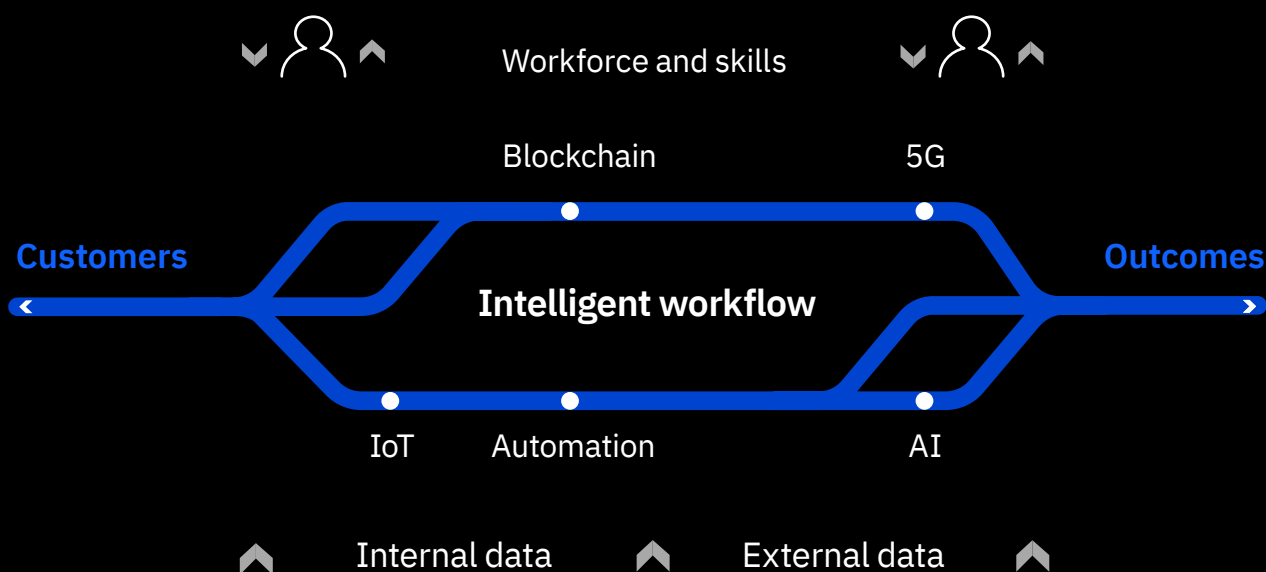 Workforce and skills
Blockchain
5G
Customers
Outcomes
Intelligent workflow
IoT
Automation
AI
Internal data
External data